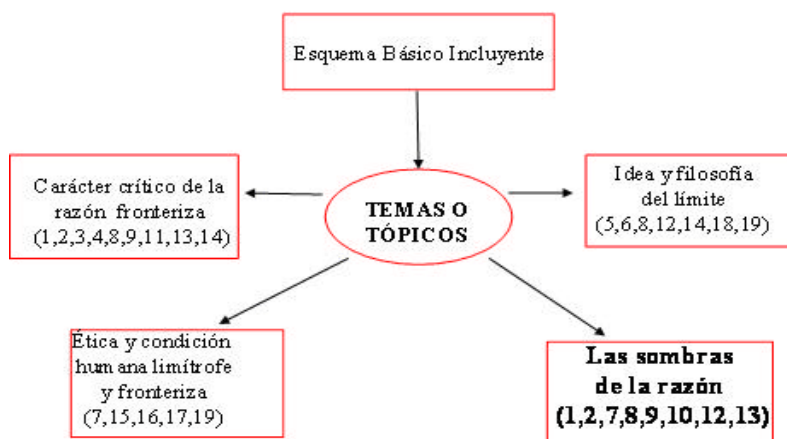 Esquema Básico Incluyente
Carácter crítico de la
razón fronteriza
(1,2,3,4,8,9,11,13,14)
TEMAS O
TÓPICOS
Idea y filosofía
del límite
(5,6,8,12,14,18,19)
Ética y condición
humana limítrofe
y fronteriza
(7,15,16,17,19)
Las sombras
de la razón
(1,2,7,8,9,10,12,13)